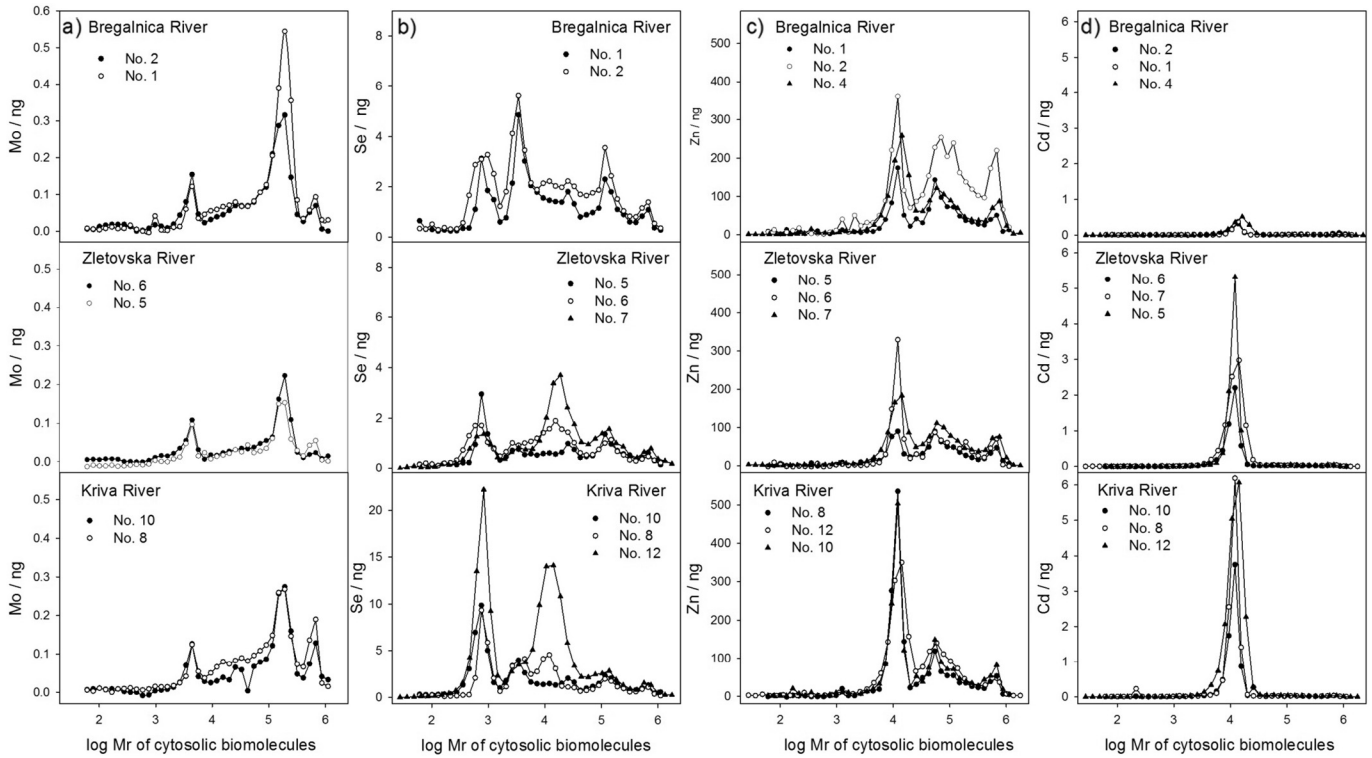 a) Bregalnica River
No. 2
No. 1
Mo / ng
0.6
0.5
0.4
0.3
0.2
0.1
0.0
Zletovska River
No. 6
No. 5
Mo / ng
0.5
0.4
0.3
0.2
0.1
0.0
Kriva River
No. 10
No. 8
Mo / ng
0.5
0.4
0.3
0.2
0.1
0.0
2 3 4 5 6
log Mr of cytosolic biomolecules
b) Bregalnica River
No. 1
No. 2
Se / ng
8
6
4
2
0
Zletovska River
No. 5
No. 6
No. 7
Se / ng
8
6
4
2
0
Kriva River
No. 10
No. 8
No. 12
Se / ng
20
15
10
5
0
2 3 4 5 6
log Mr of cytosolic biomolecules
c) Bregalnica River
No. 1
No. 2
No. 4
Zn / ng
500
400
300
200
100
0
Zletovska River
No. 5
No. 6
No. 7
Zn / ng
500
400
300
200
100
0
Kriva River
No. 8
No. 12
No. 10
Zn / ng
500
400
300
200
100
0
2 3 4 5 6
log Mr of cytosolic biomolecules
d) Bregalnica River
No. 2
No. 1
No. 4
Cd / ng
6
5
4
3
2
1
0
Zletovska River
No. 6
No. 7
No. 5
Cd / ng
6
5
4
3
2
1
0
Kriva River
No. 10
No. 8
No. 12
Cd / ng
6
5
4
3
2
1
0
2 3 4 5 6
log Mr of cytosolic biomolecules